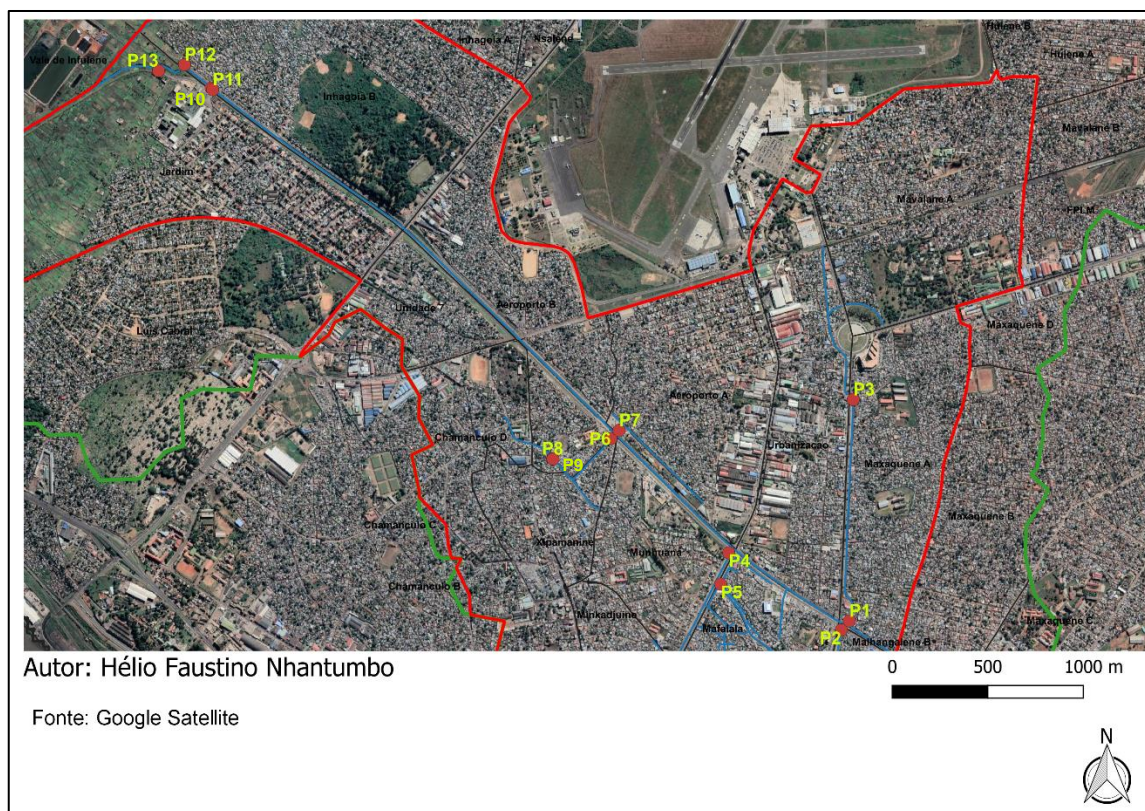 Inhagoia A
Nsalene
Hulene B
Hulene A
Vale de Infulene
P13
P12
P11
P10
Inhagoia B
Mavalane B
Jardim
Mavalane A
FPLM
Unidade 7
Aeroporto B
Luis Cabral
Maxaquene D
P3
Aeroporto A
P7
P6
Chamanculo D
P8
P9
Urbanizacao
Maxaquene A
Maxaquene B
Chamanculo C
Xipamanine
Munhuana
P4
Chamanculo B
P5
Minkadjuine
Mafalala
P1
P2
Malhangalene B
Maxaquene C
Autor: Hélio Faustino Nhantumbo
Fonte: Google Satellite
0 500 1000 m
N